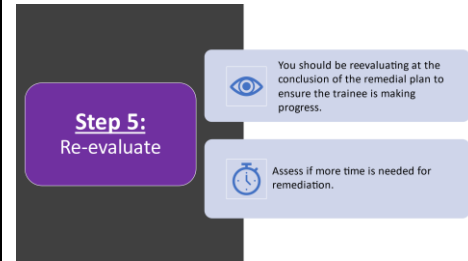 Step 5:
Re-evaluate
You should be reevaluating at the
conclusion of the remedial plan to
ensure the trainee is making
progress.
Assess if more time is needed for
remediation.